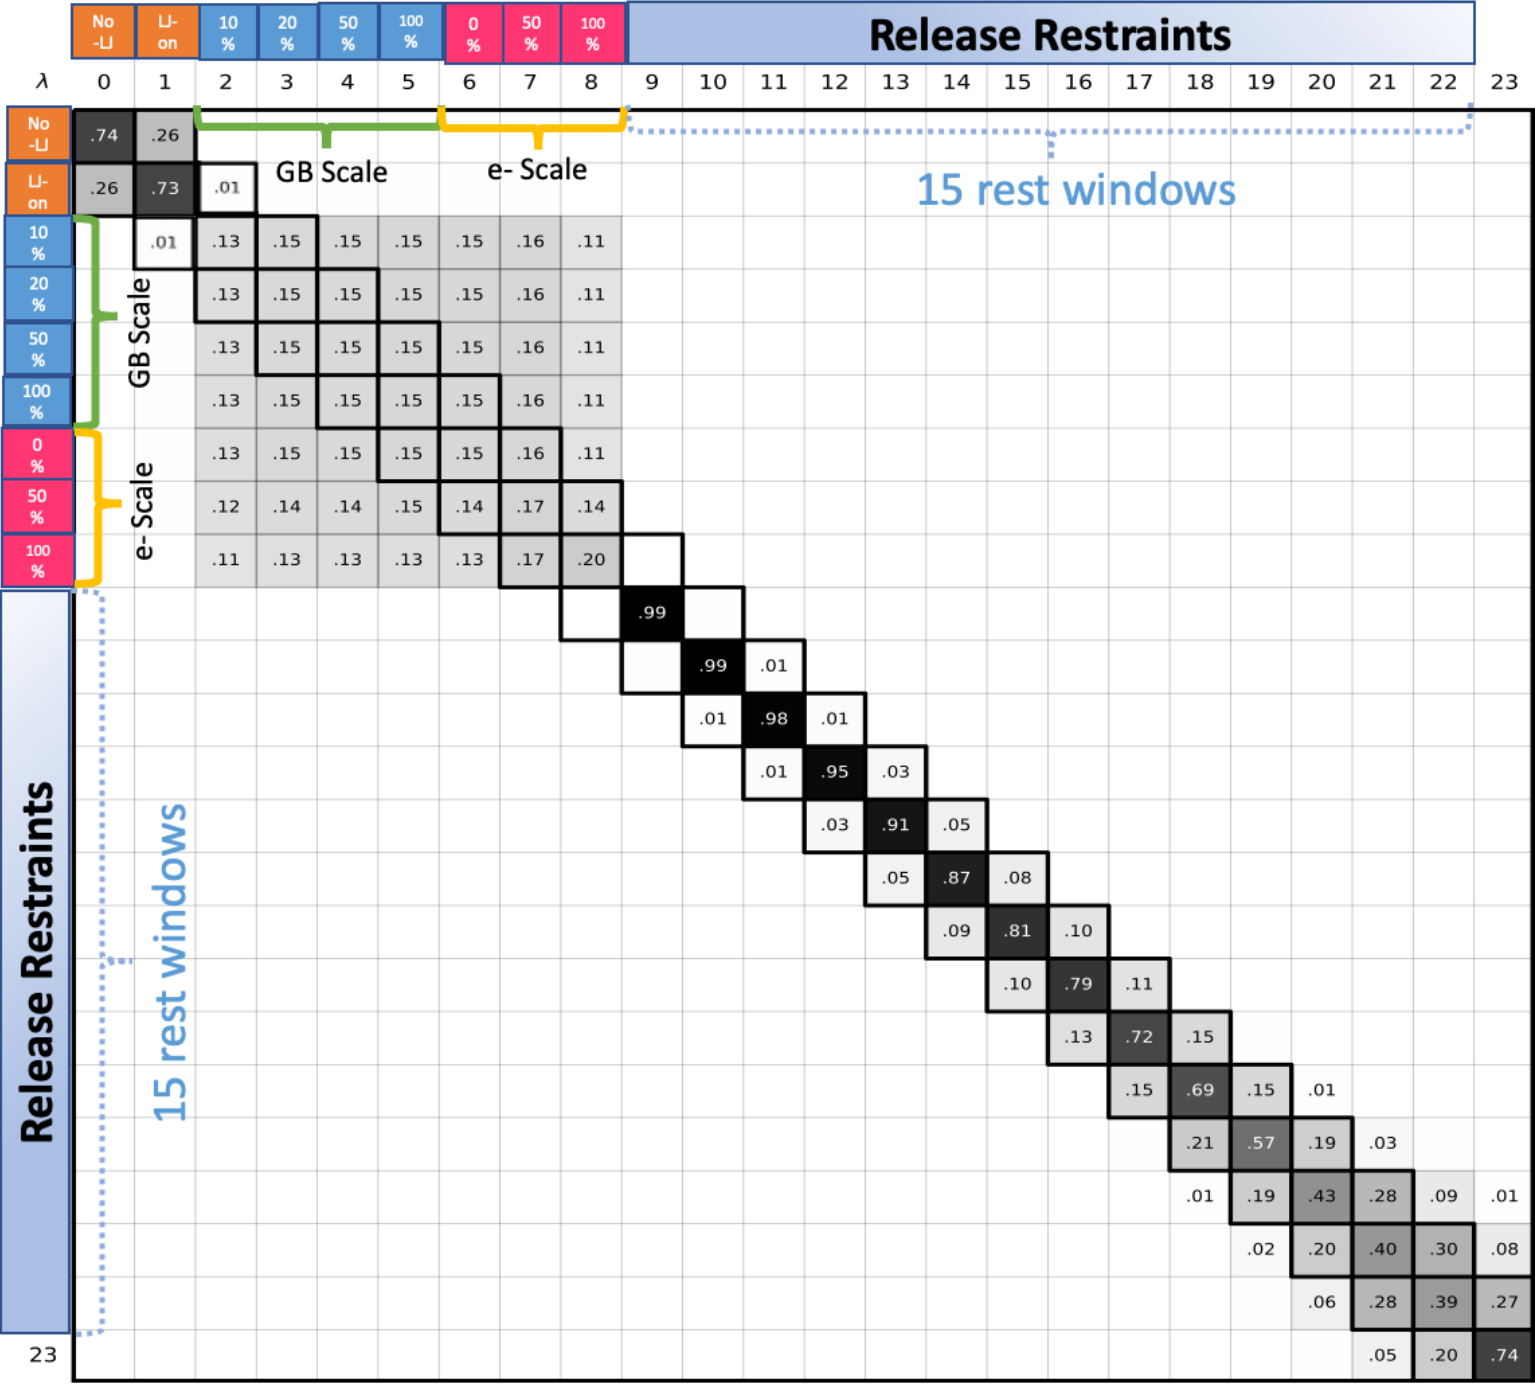 No LJ- 10 20 50 100 0 50 100 Release Restraints
-LJ on % % % % % % %
λ 0 1 2 3 4 5 6 7 8 9 10 11 12 13 14 15 16 17 18 19 20 21 22 23
No
-LJ
.74 .26
GB Scale e- Scale
15 rest windows
LJ-
on
.26 .73 .01
10
%
.01 .13 .15 .15 .15 .15 .16 .11
20
%
.13 .15 .15 .15 .15 .16 .11
GB Scale
50
%
.13 .15 .15 .15 .15 .16 .11
100
%
.13 .15 .15 .15 .15 .16 .11
0
%
.13 .15 .15 .15 .15 .16 .11
e- Scale
50
%
.12 .14 .14 .15 .14 .17 .14
100
%
.11 .13 .13 .13 .13 .17 .20
Release Restraints
15 rest windows
.99
.99 .01
.01 .98 .01
.01 .95 .03
.03 .91 .05
.05 .87 .08
.09 .81 .10
.10 .79 .11
.13 .72 .15
.15 .69 .15 .01
.21 .57 .19 .03
.01 .19 .43 .28 .09 .01
.02 .20 .40 .30 .08
.06 .28 .39 .27
23 .05 .20 .74